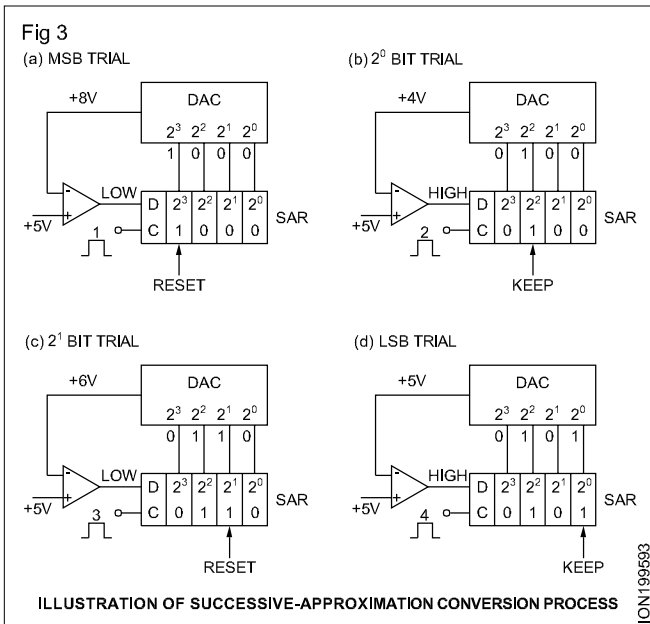 Fig 3
(a) MSB TRIAL
+8V
DAC
2³ 2² 2¹ 2⁰
1 0 0 0
LOW
- +
+5V
D 2³ 2² 2¹ 2⁰
C 1 0 0 0
SAR
1
RESET
(b) 2⁰ BIT TRIAL
+4V
DAC
2³ 2² 2¹ 2⁰
0 1 0 0
HIGH
- +
+5V
D 2³ 2² 2¹ 2⁰
C 0 1 0 0
SAR
2
KEEP
(c) 2¹ BIT TRIAL
+6V
DAC
2³ 2² 2¹ 2⁰
0 1 1 0
LOW
- +
+5V
D 2³ 2² 2¹ 2⁰
C 0 1 1 0
SAR
3
RESET
(d) LSB TRIAL
+5V
DAC
2³ 2² 2¹ 2⁰
0 1 0 1
HIGH
- +
+5V
D 2³ 2² 2¹ 2⁰
C 0 1 0 1
SAR
4
KEEP
ILLUSTRATION OF SUCCESSIVE-APPROXIMATION CONVERSION PROCESS
ION199593